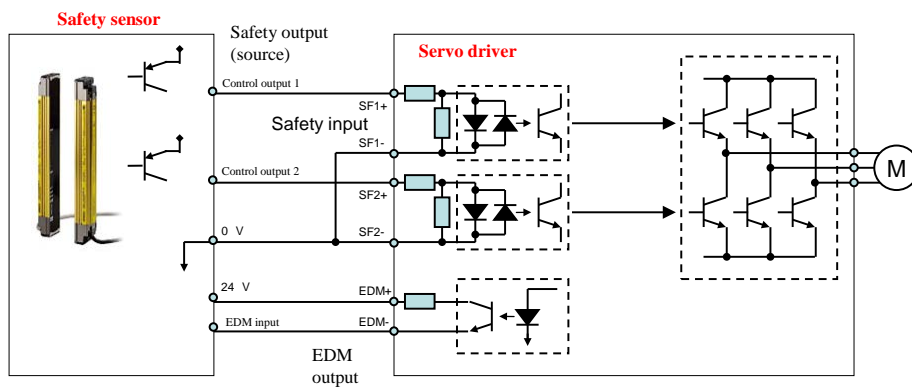 Safety sensor
Safety output
(source)
Servo driver
Control output 1
SF1+
Safety input
SF1-
M
Control output 2
SF2+
0 V
SF2-
24 V
EDM+
EDM input
EDM-
EDM
output